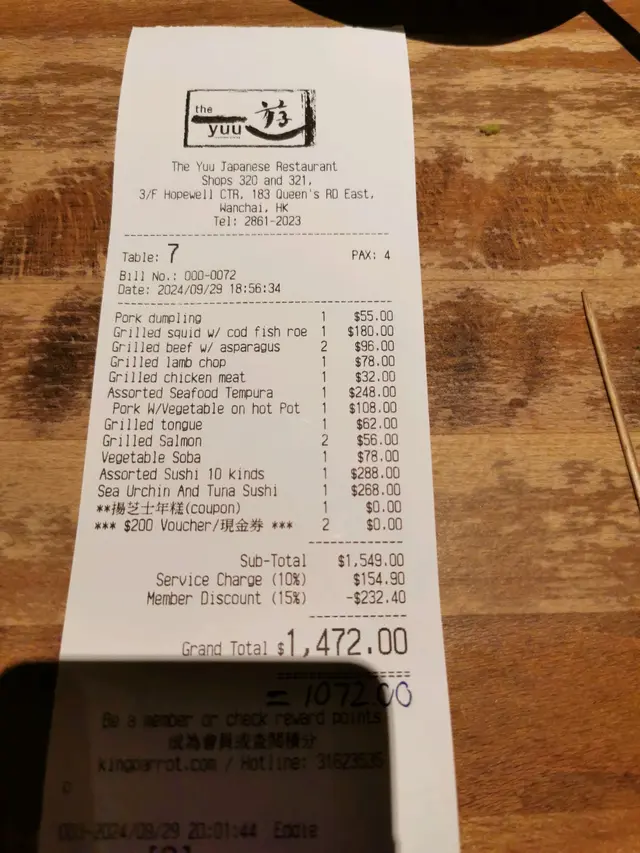 the
yuu
遊
The Yuu Japanese Restaurant
Shops 320 and 321,
3/F Hopewell CTR, 183 Queen's RD East,
Wanchai, HK
Tel: 2861-2023
Table: 7 PAX: 4
Bill No.: 000-0072
Date: 2024/09/29 18:56:34
Pork dumpling 1 $55.00
Grilled squid w/ cod fish roe 1 $180.00
Grilled beef w/ asparagus 2 $96.00
Grilled lamb chop 1 $78.00
Grilled chicken meat 1 $32.00
Assorted Seafood Tempura 1 $248.00
Pork W/Vegetable on hot Pot 1 $108.00
Grilled tongue 1 $62.00
Grilled Salmon 2 $56.00
Vegetable Soba 1 $78.00
Assorted Sushi 10 kinds 1 $288.00
Sea Urchin And Tuna Sushi 1 $268.00
**揚芝士年糕(coupon) 1 $0.00
*** $200 Voucher/現金券 *** 2 $0.00
Sub-Total $1,549.00
Service Charge (10%) $154.90
Member Discount (15%) -$232.40
Grand Total $1,472.00
= 1072.00
Be a member or check reward points
成為會員或查閱積分
kingparrot.com / Hotline: 31623535
003-2024/09/29 20:01:44 Eddie